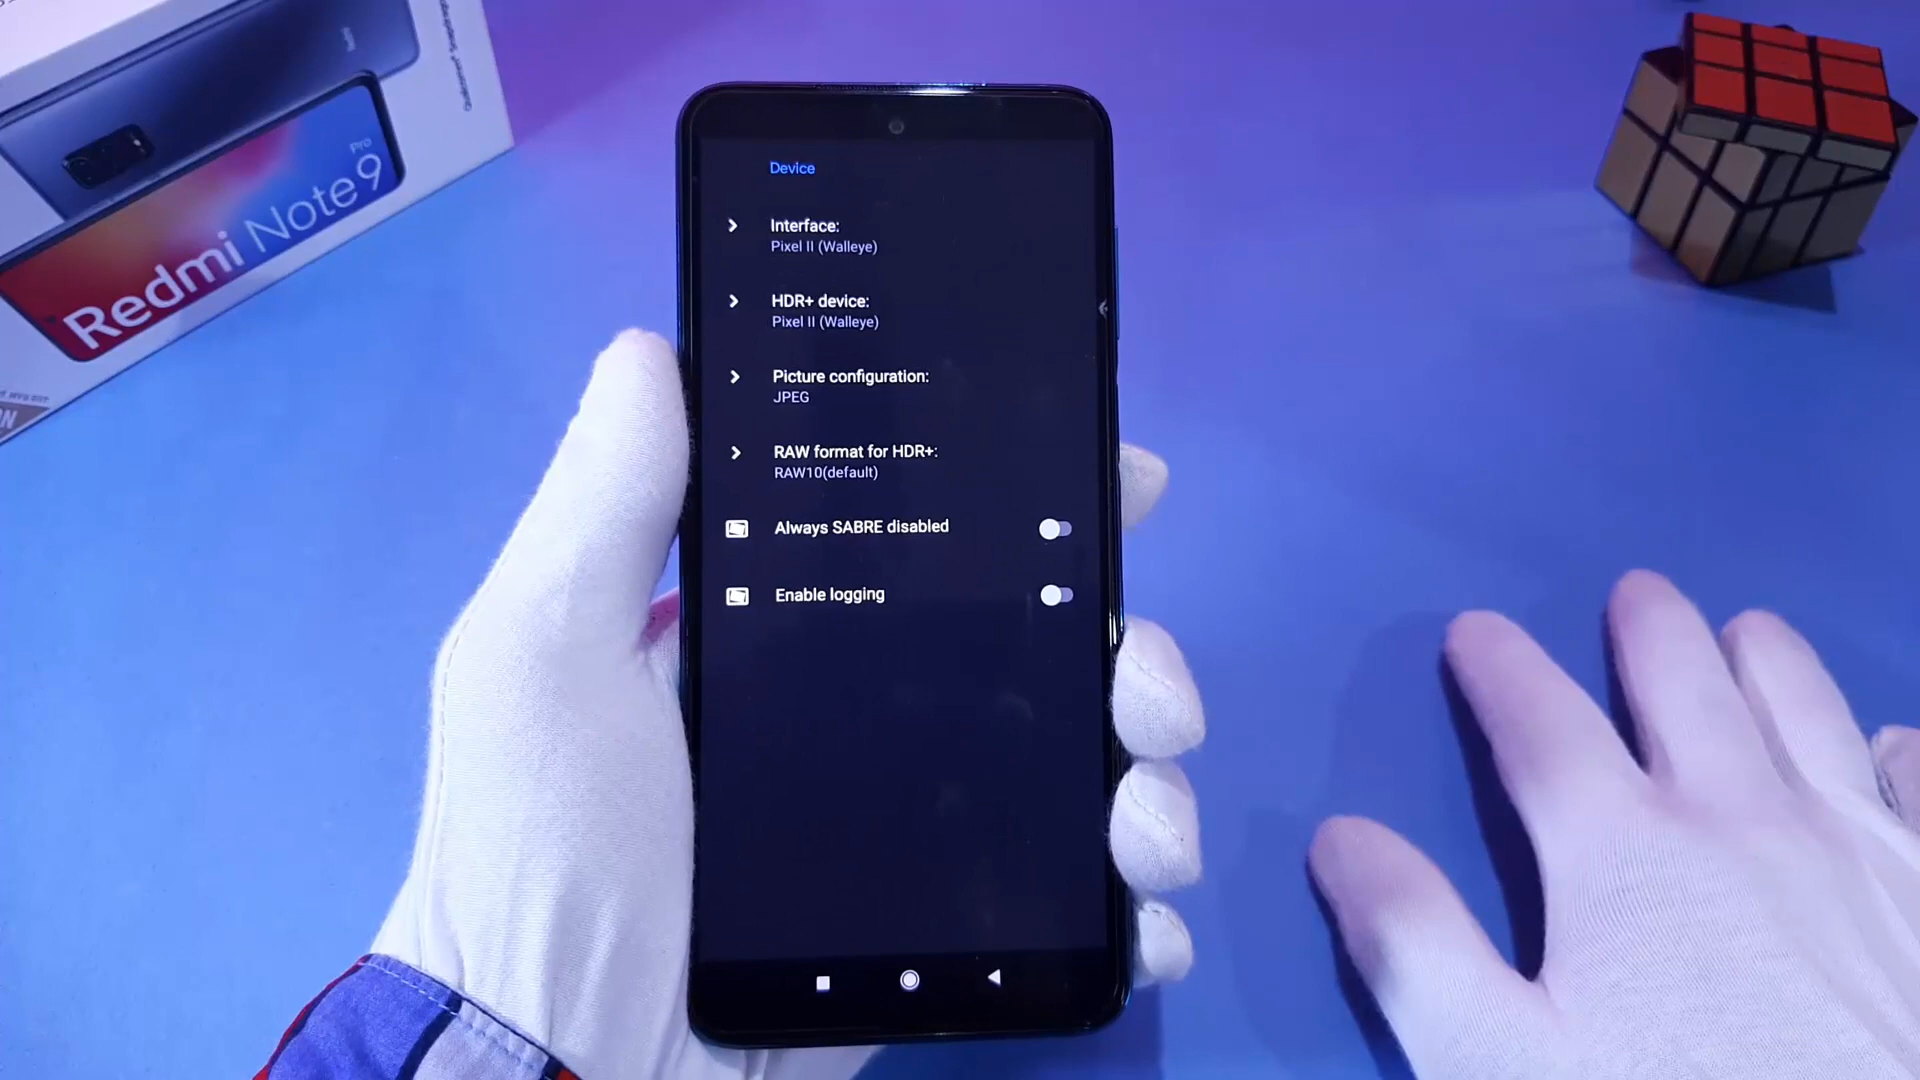 Redmi Note 9
Pro
Device
Interface:
Pixel II (Walleye)
HDR+ device:
Pixel II (Walleye)
Picture configuration:
JPEG
RAW format for HDR+:
RAW10(default)
Always SABRE disabled
Enable logging